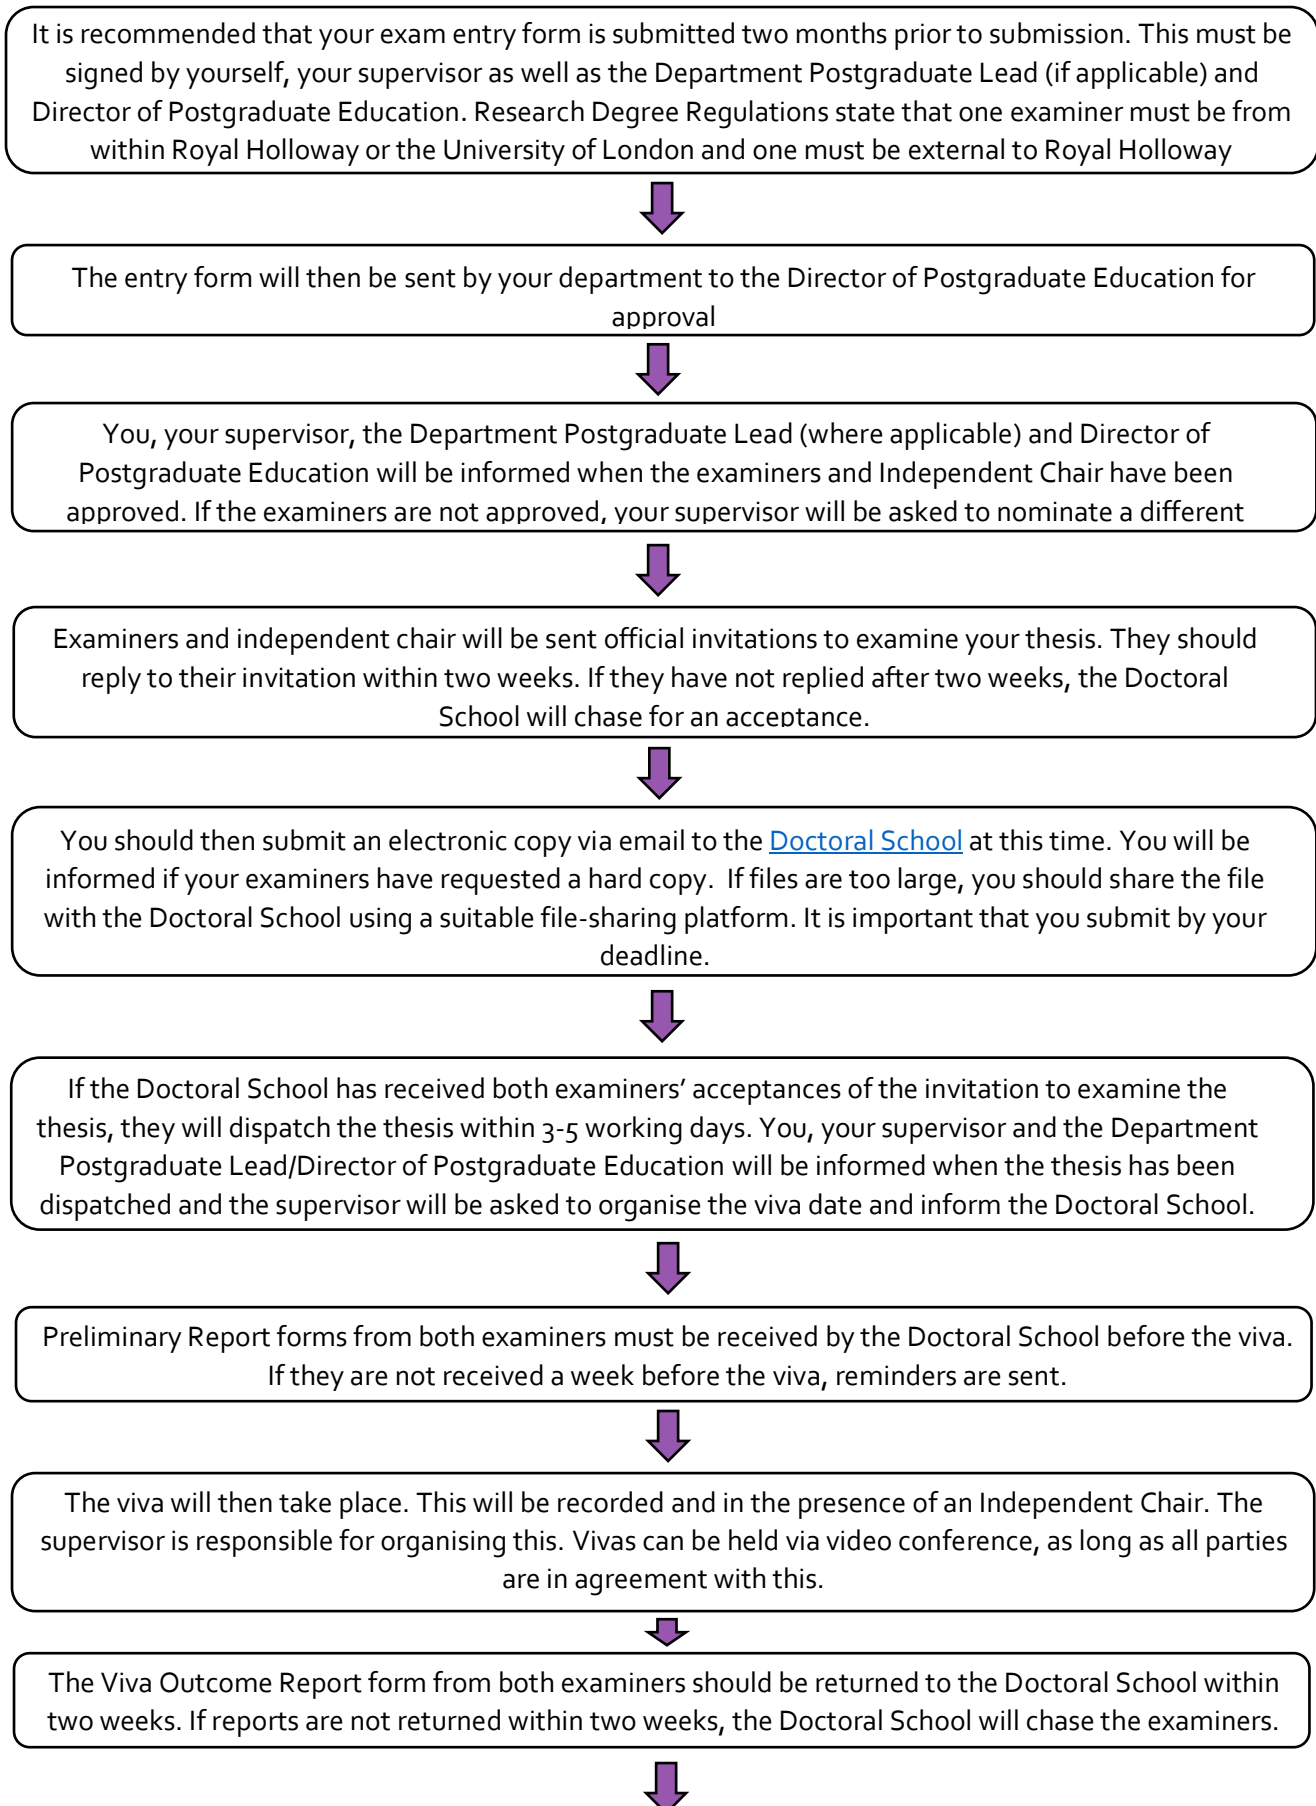 It is recommended that your exam entry form is submitted two months prior to submission. This must be
signed by yourself, your supervisor as well as the Department Postgraduate Lead (if applicable) and
Director of Postgraduate Education. Research Degree Regulations state that one examiner must be from
within Royal Holloway or the University of London and one must be external to Royal Holloway
The entry form will then be sent by your department to the Director of Postgraduate Education for
approval
You, your supervisor, the Department Postgraduate Lead (where applicable) and Director of
Postgraduate Education will be informed when the examiners and Independent Chair have been
approved. If the examiners are not approved, your supervisor will be asked to nominate a different
Examiners and independent chair will be sent official invitations to examine your thesis. They should
reply to their invitation within two weeks. If they have not replied after two weeks, the Doctoral
School will chase for an acceptance.
You should then submit an electronic copy via email to the Doctoral School at this time. You will be
informed if your examiners have requested a hard copy. If files are too large, you should share the file
with the Doctoral School using a suitable file-sharing platform. It is important that you submit by your
deadline.
If the Doctoral School has received both examiners’ acceptances of the invitation to examine the
thesis, they will dispatch the thesis within 3-5 working days. You, your supervisor and the Department
Postgraduate Lead/Director of Postgraduate Education will be informed when the thesis has been
dispatched and the supervisor will be asked to organise the viva date and inform the Doctoral School.
Preliminary Report forms from both examiners must be received by the Doctoral School before the viva.
If they are not received a week before the viva, reminders are sent.
The viva will then take place. This will be recorded and in the presence of an Independent Chair. The
supervisor is responsible for organising this. Vivas can be held via video conference, as long as all parties
are in agreement with this.
The Viva Outcome Report form from both examiners should be returned to the Doctoral School within
two weeks. If reports are not returned within two weeks, the Doctoral School will chase the examiners.